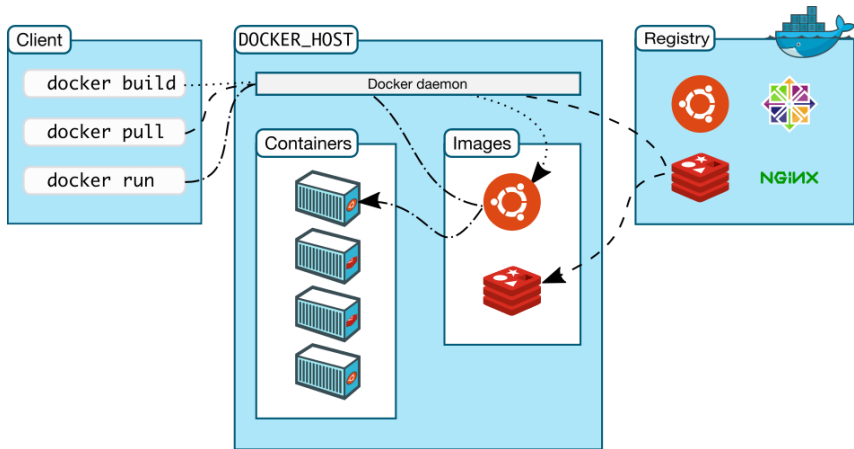 Client
docker build
docker pull
docker run
DOCKER_HOST
Docker daemon
Containers
Images
Registry
NGiNX